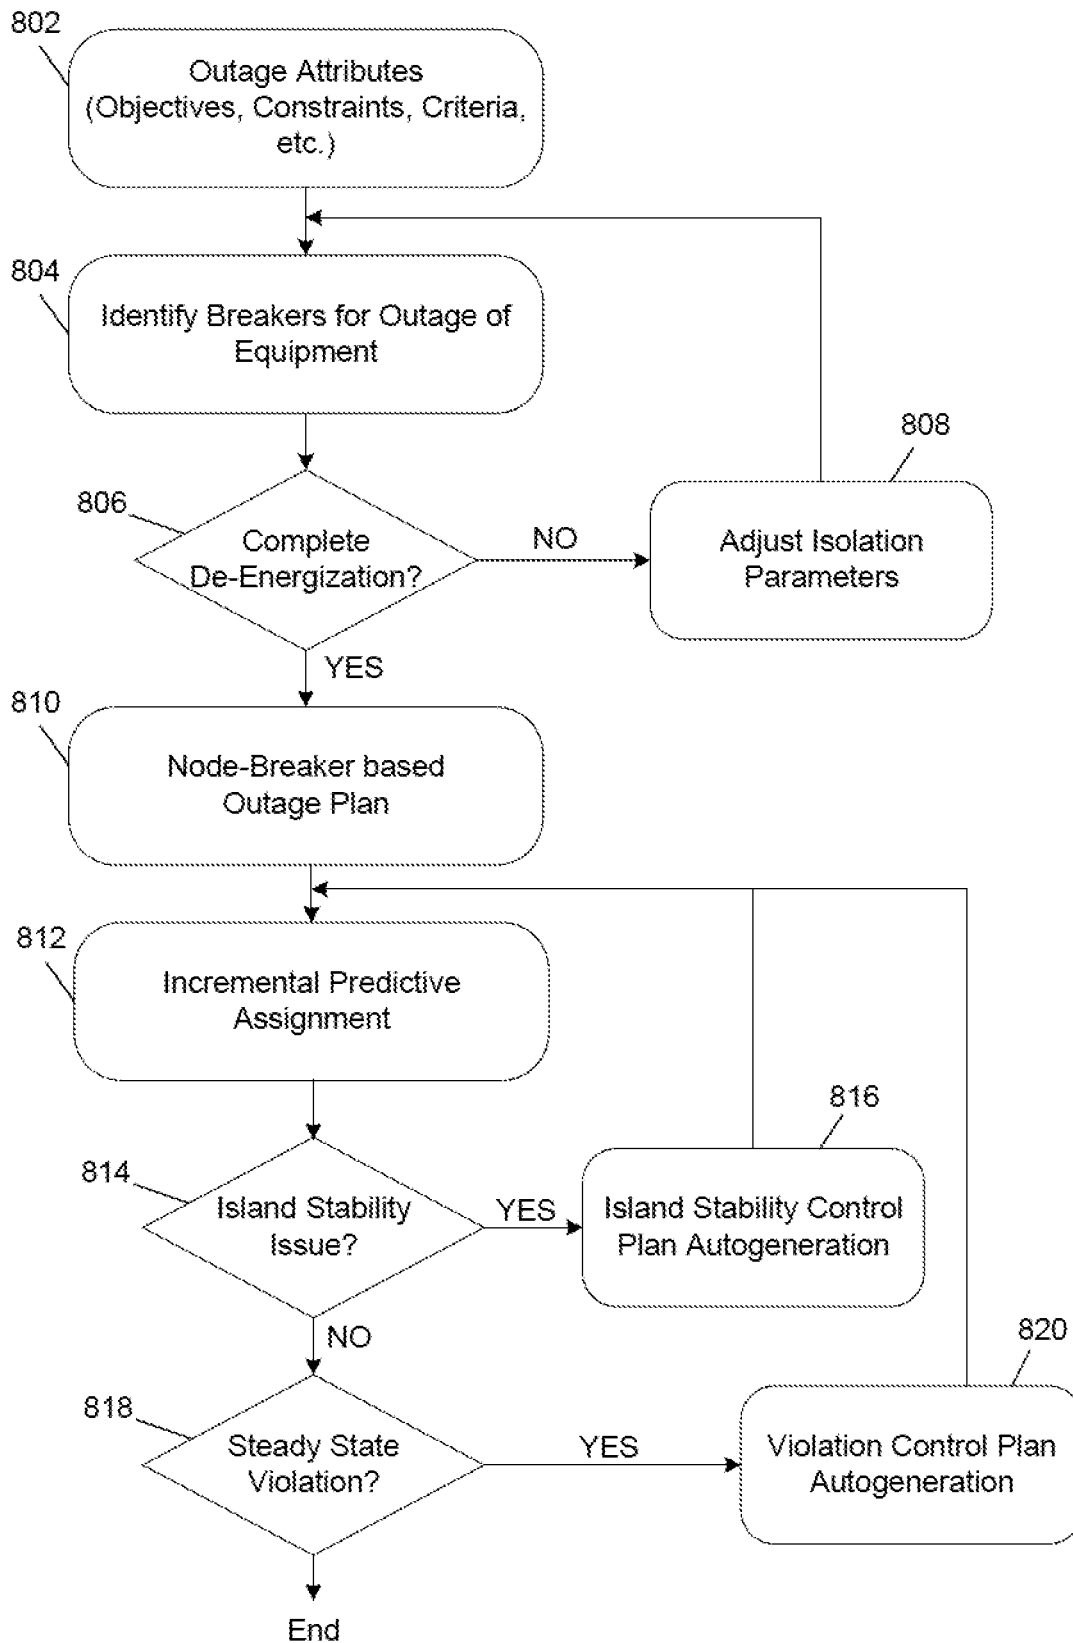 802
Outage Attributes
(Objectives, Constraints, Criteria,
etc.)
804
Identify Breakers for Outage of
Equipment
806
Complete
De-Energization?
NO
808
Adjust Isolation
Parameters
YES
810
Node-Breaker based
Outage Plan
812
Incremental Predictive
Assignment
814
Island Stability
Issue?
YES
816
Island Stability Control
Plan Autogeneration
NO
818
Steady State
Violation?
YES
820
Violation Control Plan
Autogeneration
End